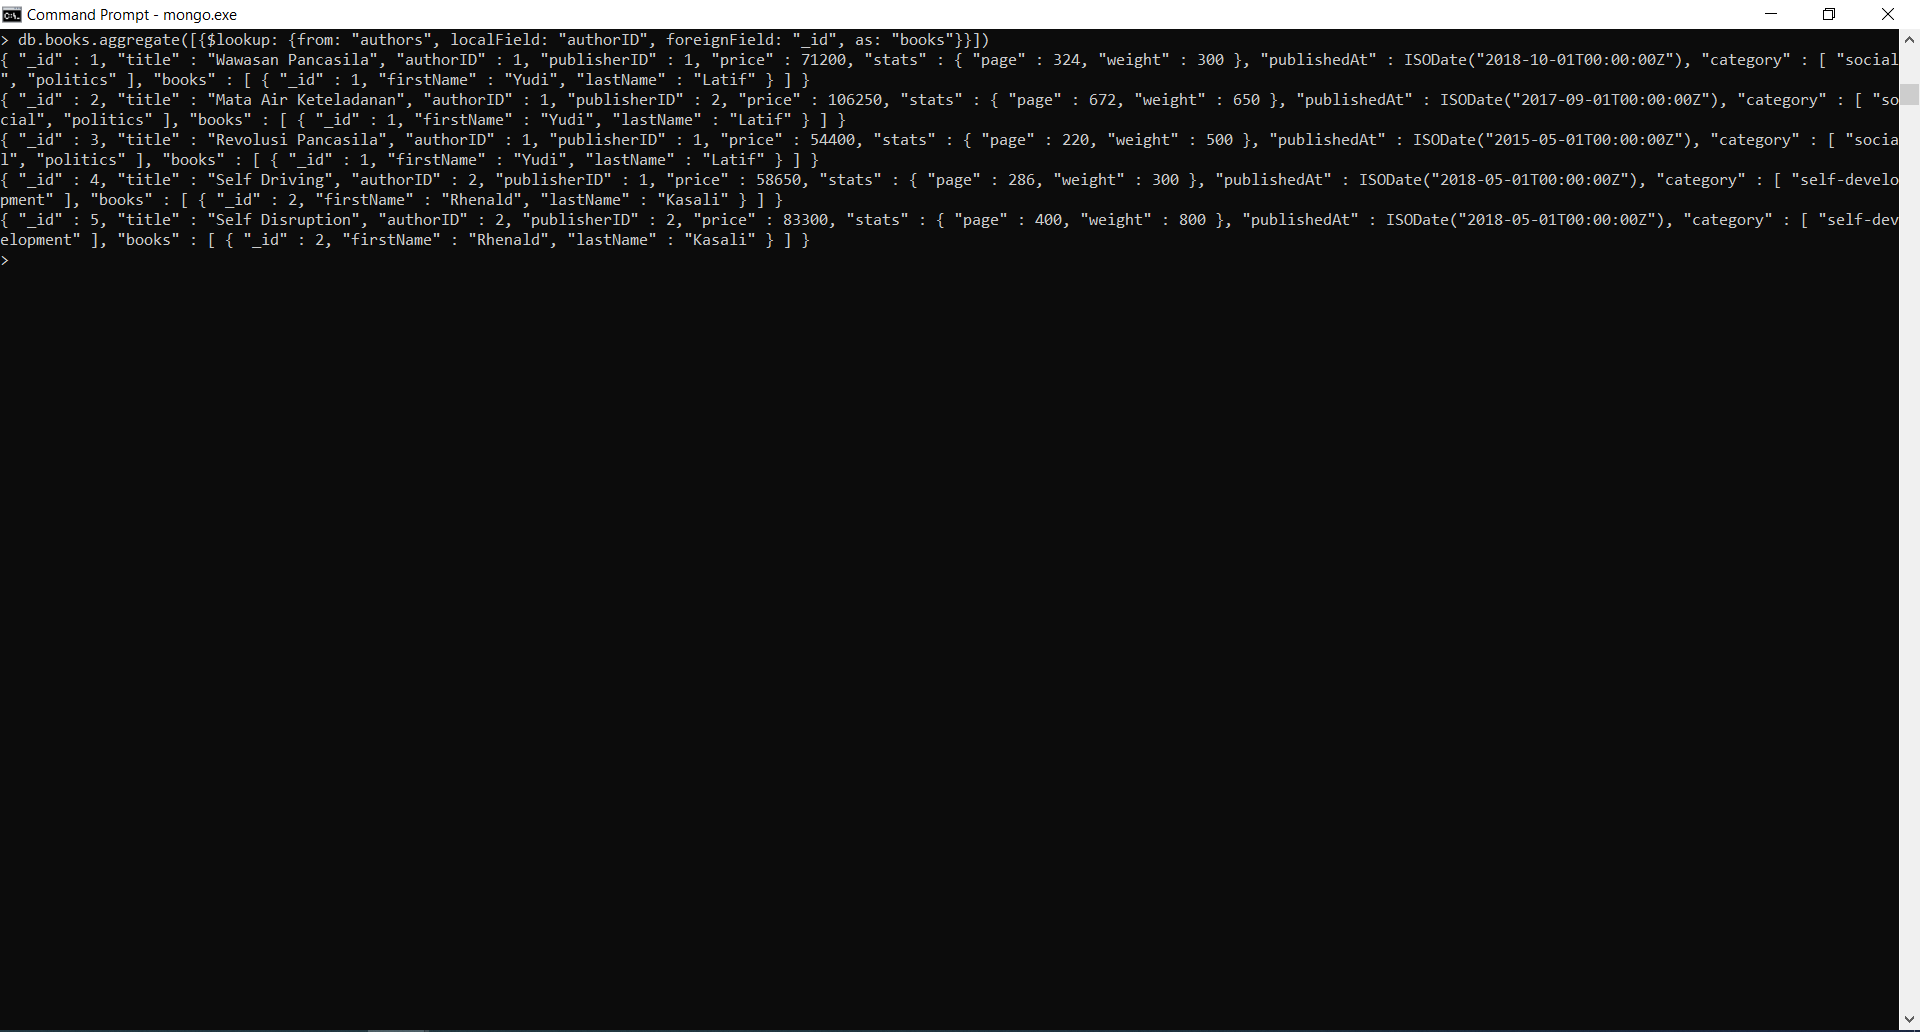 Command Prompt - mongo.exe
> db.books.aggregate([{$lookup: {from: "authors", localField: "authorID", foreignField: "_id", as: "books"}}])
{ "_id" : 1, "title" : "Wawasan Pancasila", "authorID" : 1, "publisherID" : 1, "price" : 71200, "stats" : { "page" : 324, "weight" : 300 }, "publishedAt" : ISODate("2018-10-01T00:00:00Z"), "category" : [ "social
", "politics" ], "books" : [ { "_id" : 1, "firstName" : "Yudi", "lastName" : "Latif" } ] }
{ "_id" : 2, "title" : "Mata Air Keteladanan", "authorID" : 1, "publisherID" : 2, "price" : 106250, "stats" : { "page" : 672, "weight" : 650 }, "publishedAt" : ISODate("2017-09-01T00:00:00Z"), "category" : [ "so
cial", "politics" ], "books" : [ { "_id" : 1, "firstName" : "Yudi", "lastName" : "Latif" } ] }
{ "_id" : 3, "title" : "Revolusi Pancasila", "authorID" : 1, "publisherID" : 1, "price" : 54400, "stats" : { "page" : 220, "weight" : 500 }, "publishedAt" : ISODate("2015-05-01T00:00:00Z"), "category" : [ "socia
l", "politics" ], "books" : [ { "_id" : 1, "firstName" : "Yudi", "lastName" : "Latif" } ] }
{ "_id" : 4, "title" : "Self Driving", "authorID" : 2, "publisherID" : 1, "price" : 58650, "stats" : { "page" : 286, "weight" : 300 }, "publishedAt" : ISODate("2018-05-01T00:00:00Z"), "category" : [ "self-develo
pment" ], "books" : [ { "_id" : 2, "firstName" : "Rhenald", "lastName" : "Kasali" } ] }
{ "_id" : 5, "title" : "Self Disruption", "authorID" : 2, "publisherID" : 2, "price" : 83300, "stats" : { "page" : 400, "weight" : 800 }, "publishedAt" : ISODate("2018-05-01T00:00:00Z"), "category" : [ "self-dev
elopment" ], "books" : [ { "_id" : 2, "firstName" : "Rhenald", "lastName" : "Kasali" } ] }
>